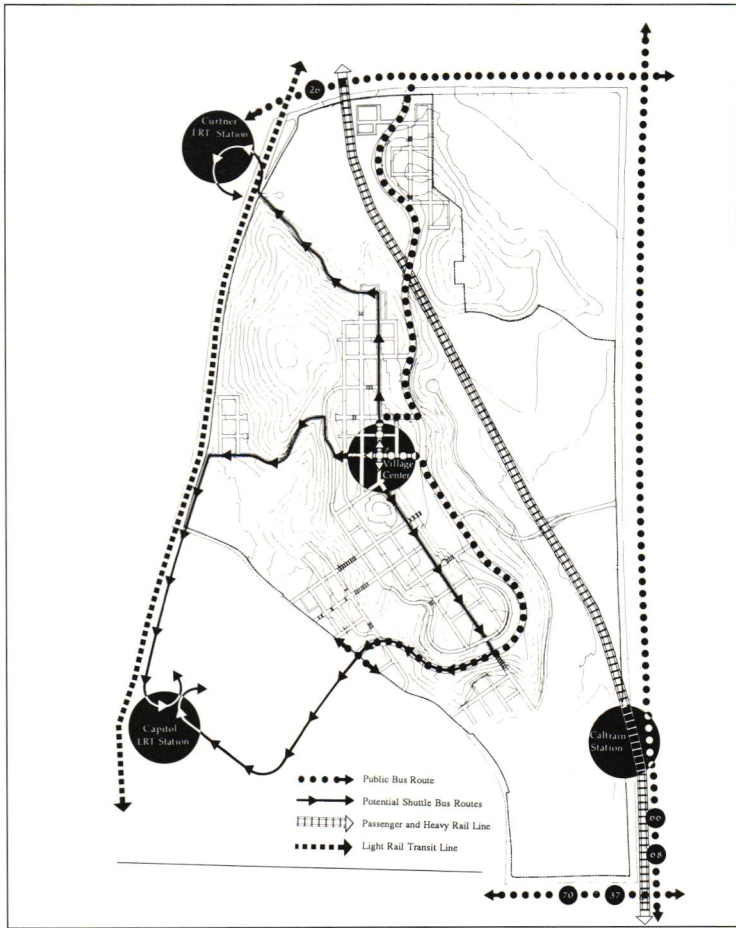 26
Curtner
LRT Station
Village
Center
Capitol
LRT Station
Caltrain
Station
Public Bus Route
Potential Shuttle Bus Routes
Passenger and Heavy Rail Line
Light Rail Transit Line
66
68
70
37